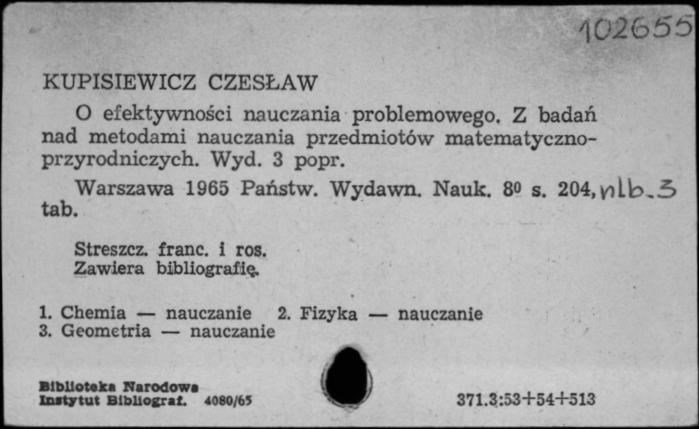 102655
KUPISIEWICZ CZESŁAW
O efektywności nauczania problemowego. Z badań
nad metodami nauczania przedmiotów matematyczno-
przyrodniczych. Wyd. 3 popr.
Warszawa 1965 Państw. Wydawn. Nauk. 8⁰ s. 204, nlb. 3
tab.
Streszcz. franc. i ros.
Zawiera bibliografię.
1. Chemia — nauczanie 2. Fizyka — nauczanie
3. Geometria — nauczanie
Biblioteka Narodowa
Instytut Bibliograf. 4080/65
371.3:53+54+513